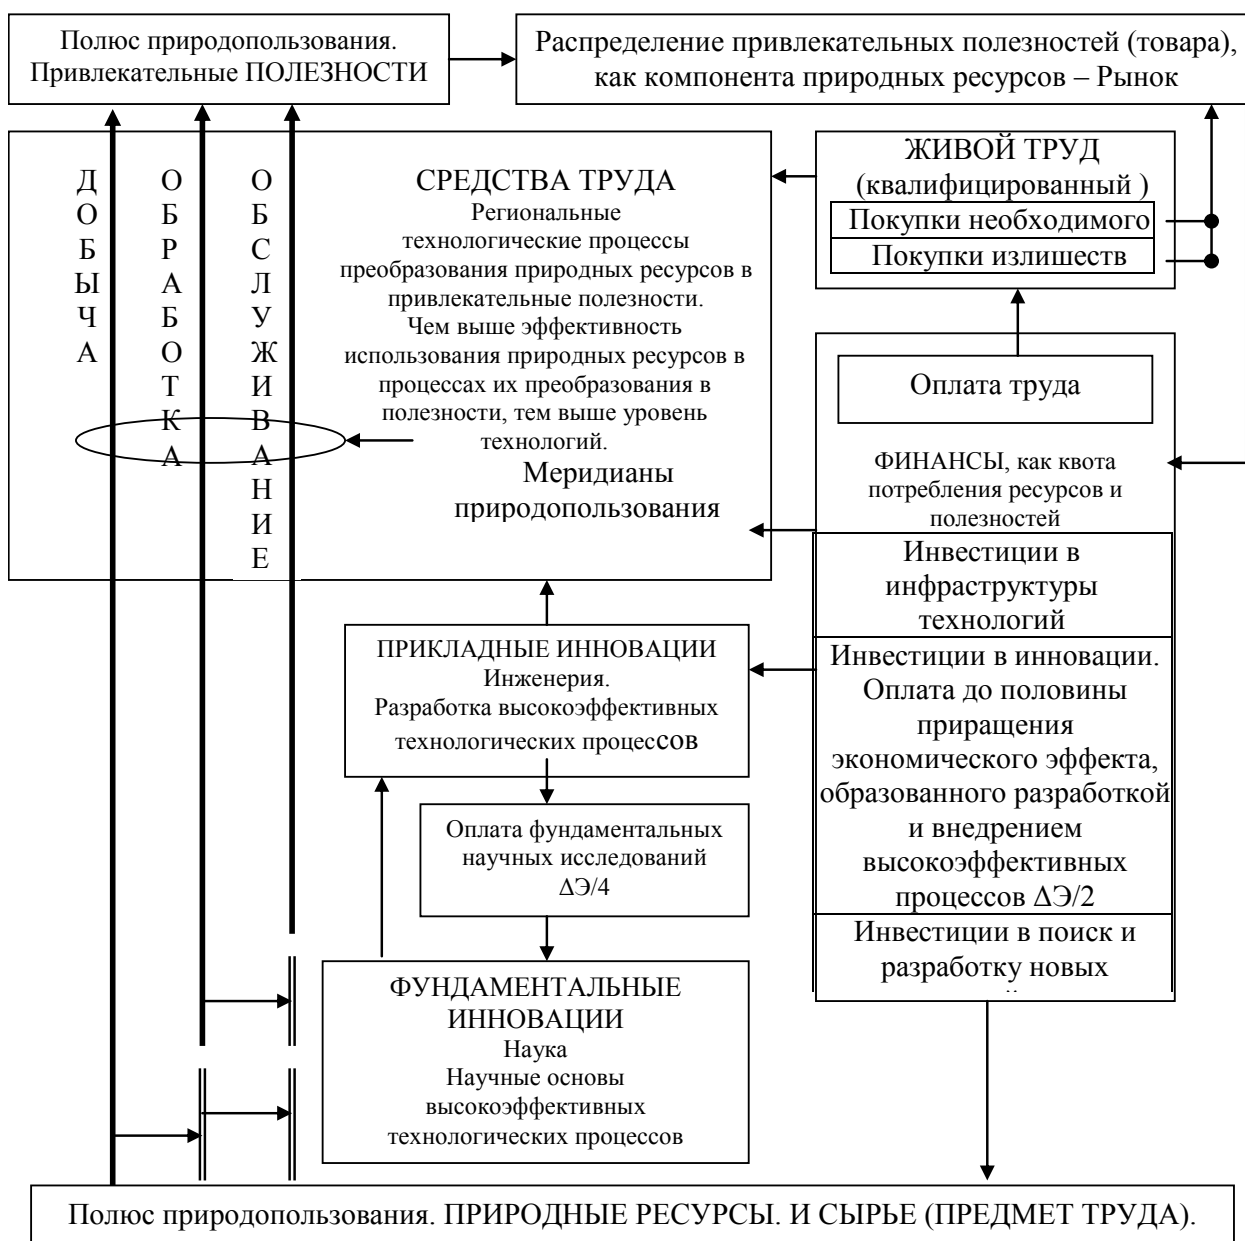 Полюс природопользования.
Привлекательные ПОЛЕЗНОСТИ
Распределение привлекательных полезностей (товара),
как компонента природных ресурсов – Рынок
ДОБЫЧА
ОБРАБОТКА
ОБСЛУЖИВАНИЕ
СРЕДСТВА ТРУДА
Региональные
технологические процессы
преобразования природных ресурсов в
привлекательные полезности.
Чем выше эффективность
использования природных ресурсов в
процессах их преобразования в
полезности, тем выше уровень
технологий.
Меридианы
природопользования
ЖИВОЙ ТРУД
(квалифицированный )
Покупки необходимого
Покупки излишеств
Оплата труда
ФИНАНСЫ, как квота
потребления ресурсов и
полезностей
Инвестиции в
инфраструктуры
технологий
Инвестиции в инновации.
Оплата до половины
приращения
экономического эффекта,
образованного разработкой
и внедрением
высокоэффективных
процессов ΔЭ/2
Инвестиции в поиск и
разработку новых
ПРИКЛАДНЫЕ ИННОВАЦИИ
Инженерия.
Разработка высокоэффективных
технологических процессов
Оплата фундаментальных
научных исследований
ΔЭ/4
ФУНДАМЕНТАЛЬНЫЕ
ИННОВАЦИИ
Наука
Научные основы
высокоэффективных
технологических процессов
Полюс природопользования. ПРИРОДНЫЕ РЕСУРСЫ. И СЫРЬЕ (ПРЕДМЕТ ТРУДА).